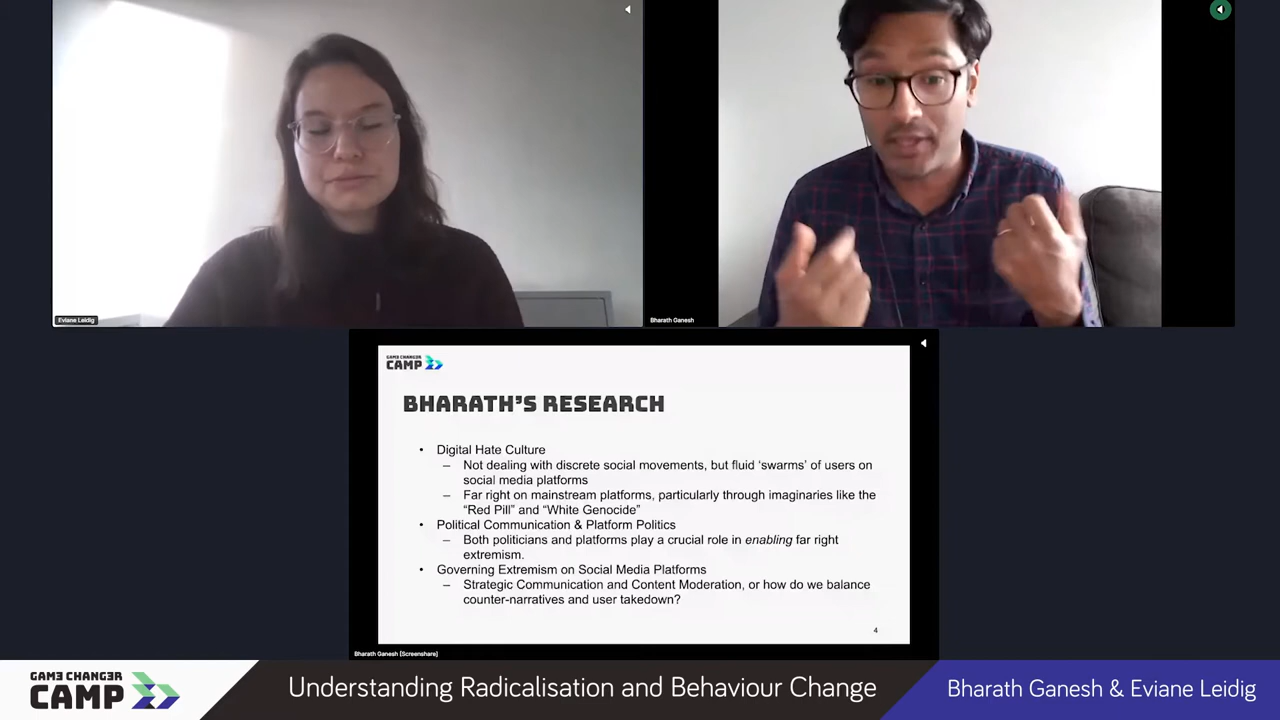 Eviane Leidig
Bharath Ganesh
GAME CHANGER
CAMP
BHARATH'S RESEARCH
• Digital Hate Culture
– Not dealing with discrete social movements, but fluid ‘swarms’ of users on
social media platforms
– Far right on mainstream platforms, particularly through imaginaries like the
“Red Pill” and “White Genocide”
• Political Communication & Platform Politics
– Both politicians and platforms play a crucial role in enabling far right
extremism.
• Governing Extremism on Social Media Platforms
– Strategic Communication and Content Moderation, or how do we balance
counter-narratives and user takedown?
4
Bharath Ganesh [Screenshare]
GAM3 CHANG3R
CAMP
Understanding Radicalisation and Behaviour Change
Bharath Ganesh & Eviane Leidig